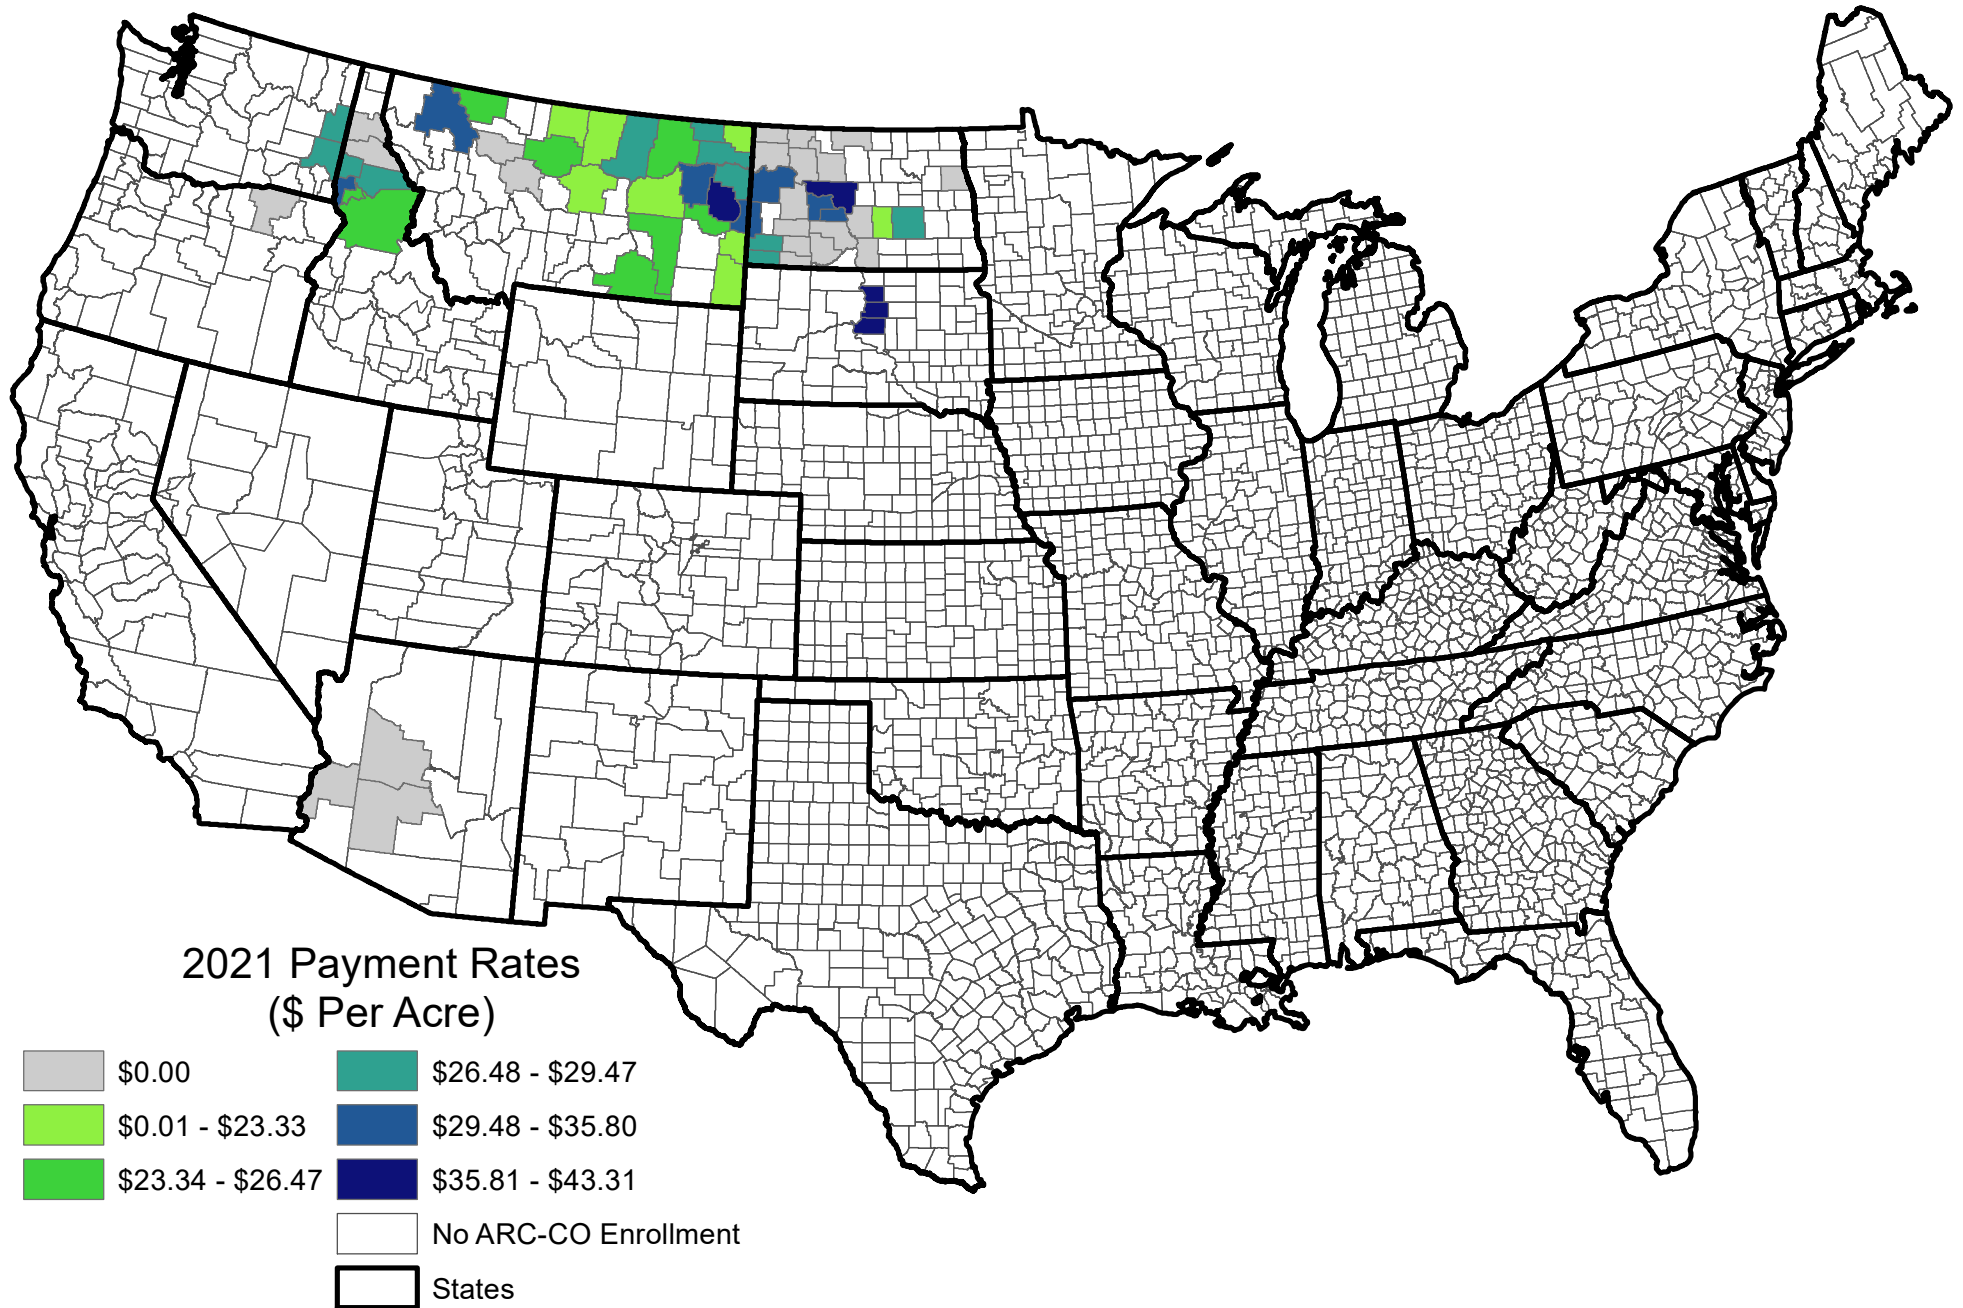 2021 Payment Rates
($ Per Acre)
$0.00
$0.01 - $23.33
$23.34 - $26.47
$26.48 - $29.47
$29.48 - $35.80
$35.81 - $43.31
No ARC-CO Enrollment
States